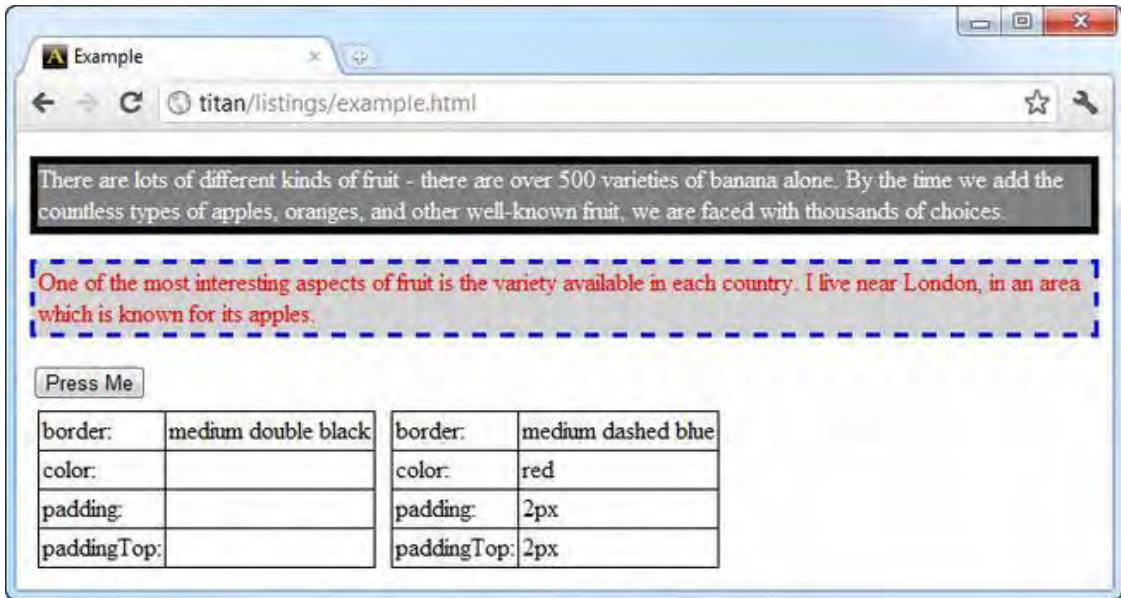 Example
titan/listings/example.html
There are lots of different kinds of fruit - there are over 500 varieties of banana alone. By the time we add the
countless types of apples, oranges, and other well-known fruit, we are faced with thousands of choices.
One of the most interesting aspects of fruit is the variety available in each country. I live near London, in an area
which is known for its apples.
Press Me
border: medium double black border: medium dashed blue
color: color: red
padding: padding: 2px
paddingTop: paddingTop: 2px